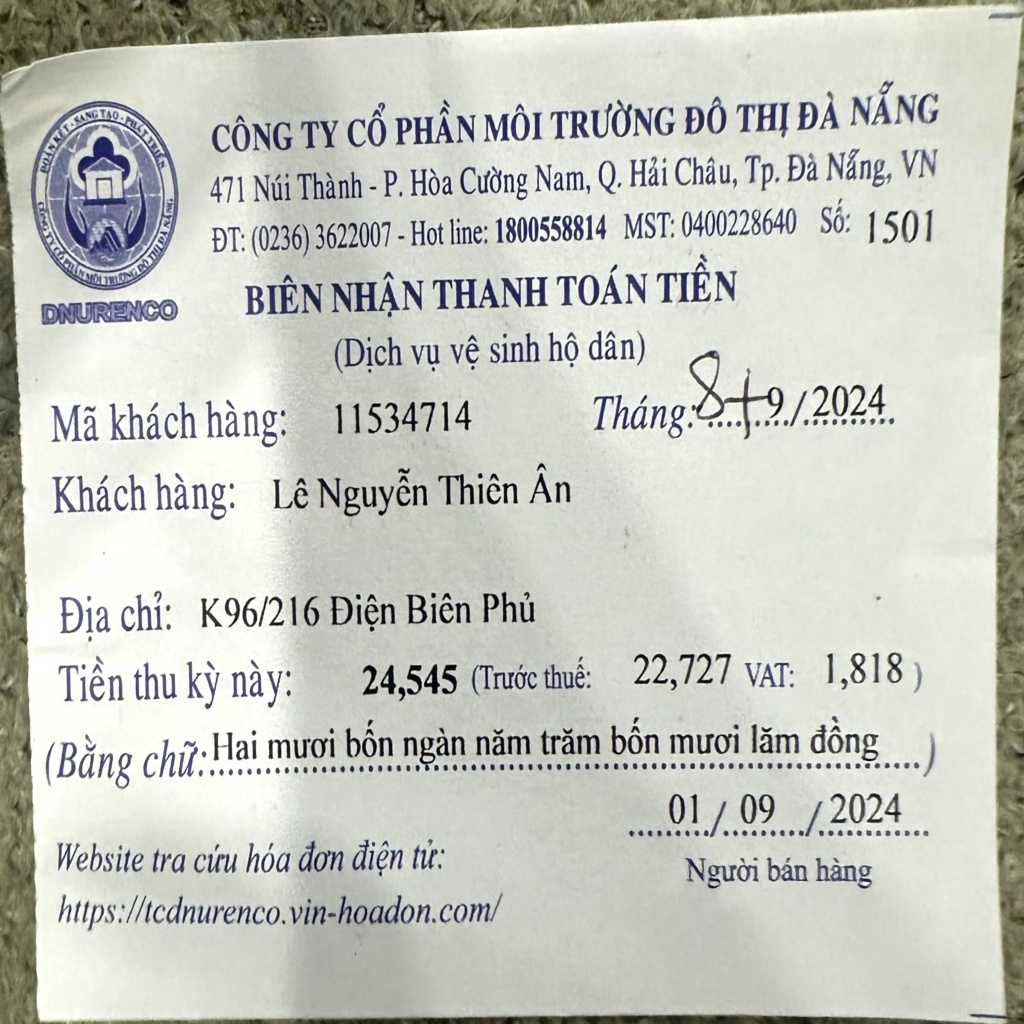 ĐOÀN KẾT - SÁNG TẠO - PHÁT TRIỂN
CÔNG TY CỔ PHẦN MÔI TRƯỜNG ĐÔ THỊ ĐÀ NẴNG
DNURENCO
CÔNG TY CỔ PHẦN MÔI TRƯỜNG ĐÔ THỊ ĐÀ NẴNG
471 Núi Thành - P. Hòa Cường Nam, Q. Hải Châu, Tp. Đà Nẵng, VN
ĐT: (0236) 3622007 - Hot line: 1800558814 MST: 0400228640 Số: 1501
BIÊN NHẬN THANH TOÁN TIỀN
(Dịch vụ vệ sinh hộ dân)
Mã khách hàng: 11534714 Tháng: 8+9/2024
Khách hàng: Lê Nguyễn Thiên Ân
Địa chỉ: K96/216 Điện Biên Phủ
Tiền thu kỳ này: 24,545 (Trước thuế: 22,727 VAT: 1,818 )
(Bằng chữ: Hai mươi bốn ngàn năm trăm bốn mươi lăm đồng )
01 / 09 / 2024
Người bán hàng
Website tra cứu hóa đơn điện tử:
https://tcdnurenco.vin-hoadon.com/